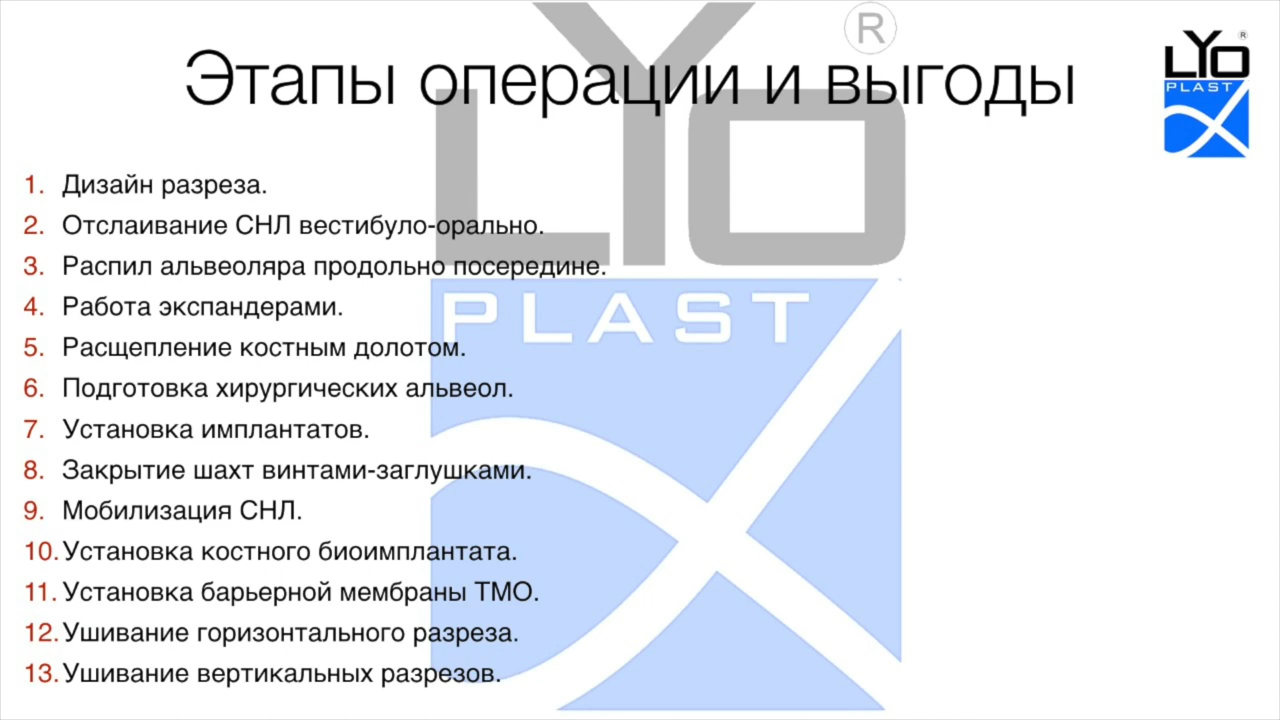 Этапы операции и выгоды
LYO
®
PLAST
LYO
®
PLAST
1. Дизайн разреза.
2. Отслаивание СНЛ вестибуло-орально.
3. Распил альвеоляра продольно посередине.
4. Работа экспандерами.
5. Расщепление костным долотом.
6. Подготовка хирургических альвеол.
7. Установка имплантатов.
8. Закрытие шахт винтами-заглушками.
9. Мобилизация СНЛ.
10. Установка костного биоимплантата.
11. Установка барьерной мембраны ТМО.
12. Ушивание горизонтального разреза.
13. Ушивание вертикальных разрезов.